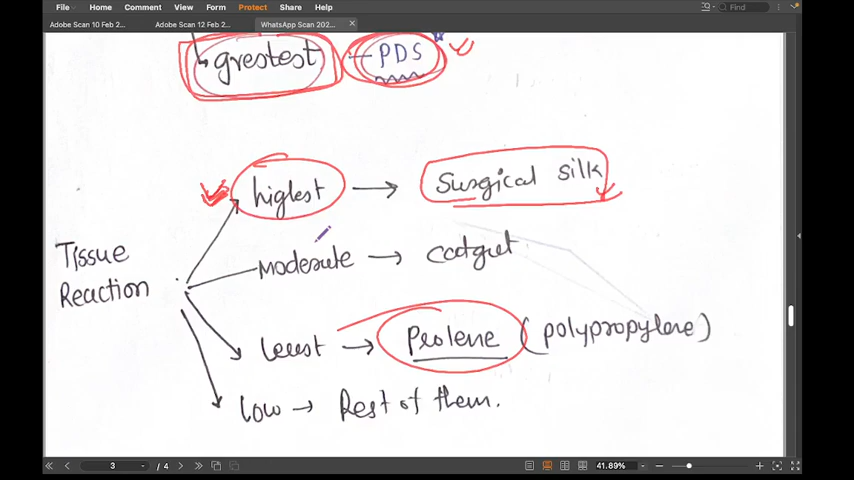 File Home Comment View Form Protect Share Help Find
Adobe Scan 10 Feb 2... Adobe Scan 12 Feb 2... WhatsApp Scan 202... ×
grestest PDS
highest → Surgical silk
Tissue Reaction
Moderate → catgut
least → Prolene (polypropylene)
low → Rest of them.
3 / 4 41.89%